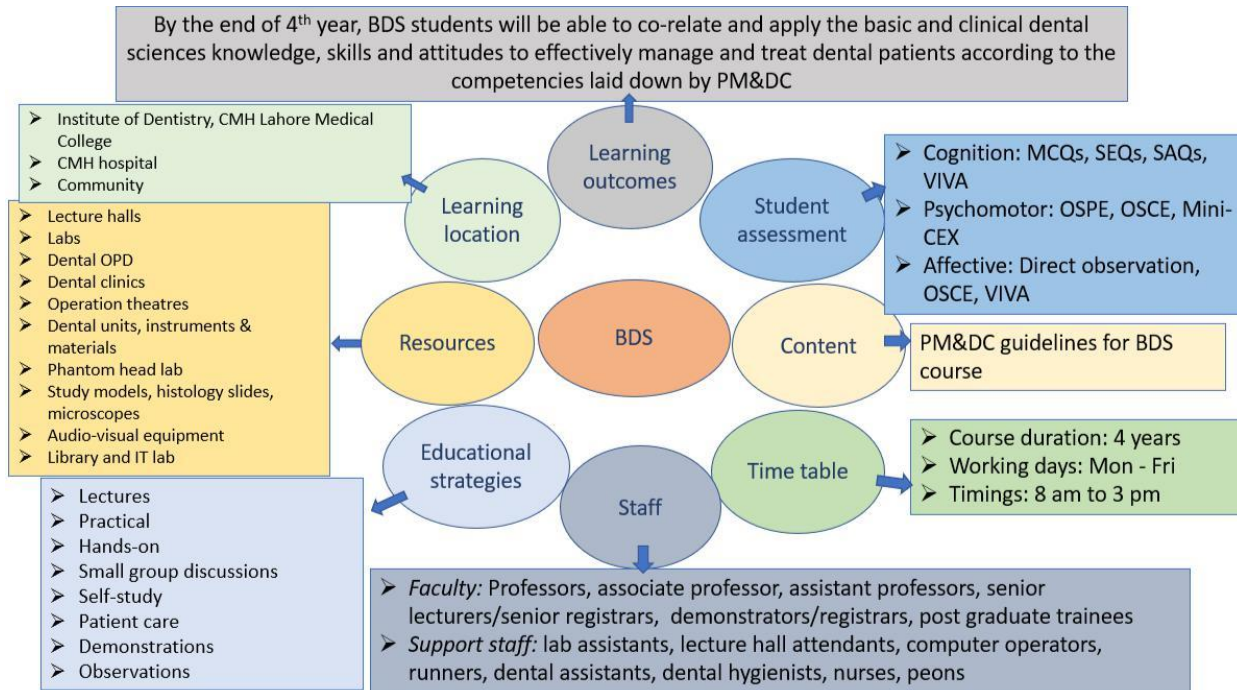 By the end of 4th year, BDS students will be able to co-relate and apply the basic and clinical dental
sciences knowledge, skills and attitudes to effectively manage and treat dental patients according to the
competencies laid down by PM&DC
➢ Institute of Dentistry, CMH Lahore Medical
College
➢ CMH hospital
➢ Community
Learning
location
Learning
outcomes
Student
assessment
➢ Cognition: MCQs, SEQs, SAQs,
VIVA
➢ Psychomotor: OSPE, OSCE, Mini-
CEX
➢ Affective: Direct observation,
OSCE, VIVA
➢ Lecture halls
➢ Labs
➢ Dental OPD
➢ Dental clinics
➢ Operation theatres
➢ Dental units, instruments &
materials
➢ Phantom head lab
➢ Study models, histology slides,
microscopes
➢ Audio-visual equipment
➢ Library and IT lab
Resources
BDS
Content
PM&DC guidelines for BDS
course
Educational
strategies
Staff
Time table
➢ Course duration: 4 years
➢ Working days: Mon - Fri
➢ Timings: 8 am to 3 pm
➢ Lectures
➢ Practical
➢ Hands-on
➢ Small group discussions
➢ Self-study
➢ Patient care
➢ Demonstrations
➢ Observations
➢ Faculty: Professors, associate professor, assistant professors, senior
lecturers/senior registrars, demonstrators/registrars, post graduate trainees
➢ Support staff: lab assistants, lecture hall attendants, computer operators,
runners, dental assistants, dental hygienists, nurses, peons